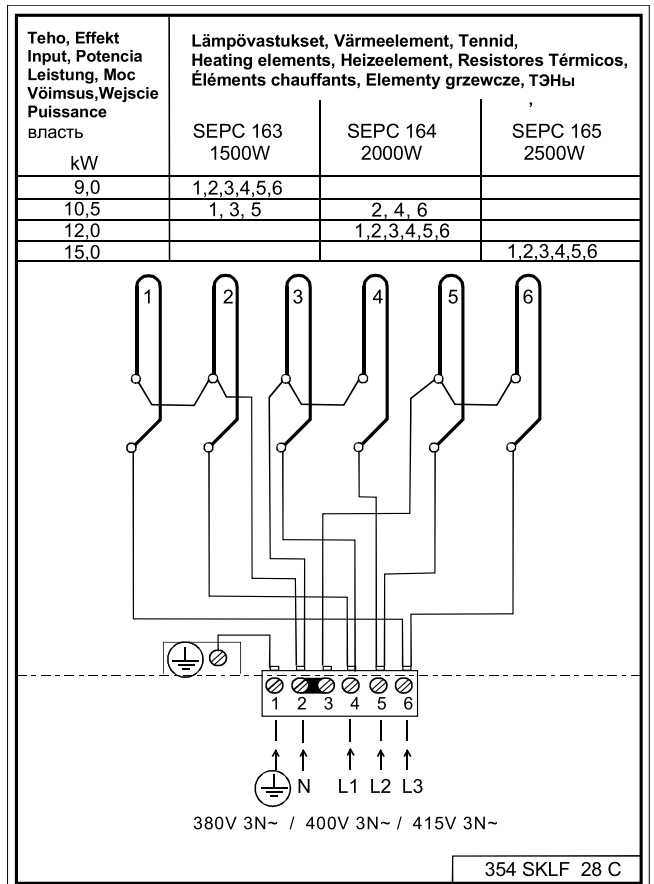 Teho, Effekt
Input, Potencia
Leistung, Moc
Vöimsus,Wejscie
Puissance
власть
kW
Lämpövastukset, Värmeelement, Tennid,
Heating elements, Heizeelement, Resistores Térmicos,
Éléments chauffants, Elementy grzewcze, ТЭНы
,
SEPC 163
1500W
SEPC 164
2000W
SEPC 165
2500W
9,0 1,2,3,4,5,6
10,5 1, 3, 5 2, 4, 6
12,0 1,2,3,4,5,6
15,0 1,2,3,4,5,6
1 2 3 4 5 6
1 2 3 4 5 6
N L1 L2 L3
380V 3N~ / 400V 3N~ / 415V 3N~
354 SKLF 28 C